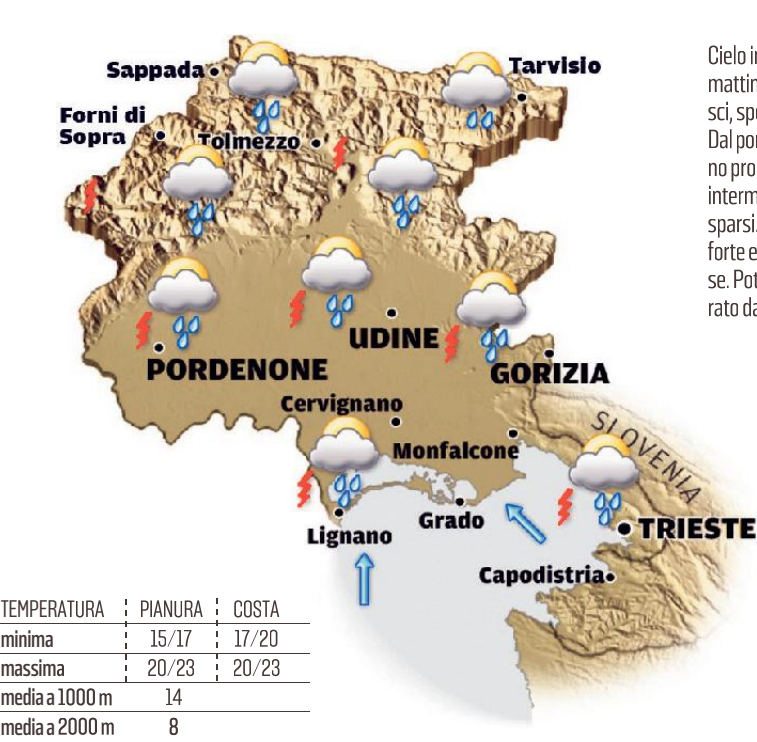 Sappada
Tarvisio
Forni di
Sopra
Tolmezzo
UDINE
PORDENONE
GORIZIA
Cervignano
Monfalcone
SLOVENIA
Lignano
Grado
TRIESTE
Capodistria
Cielo in
mattin
sci, sp
Dal por
no pro
interm
sparsi.
forte e
se. Pot
rato da
TEMPERATURA PIANURA COSTA
minima 15/17 17/20
massima 20/23 20/23
media a 1000 m 14
media a 2000 m 8